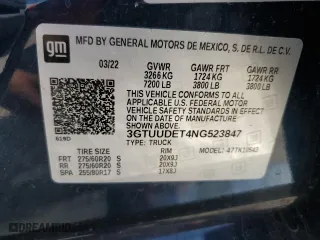 gm
MFD BY GENERAL MOTORS DE MEXICO, S. DE R.L. DE C.V.
03/22 GVWR GAWR FRT GAWR RR
3266 KG 1724 KG 1724 KG
7200 LB 3800 LB 3800 LB
THIS VEHICLE CONFORMS TO ALL APPLICABLE
U.S. FEDERAL MOTOR VEHICLE SAFETY AND
THEFT PREVENTION STANDARDS IN EFFECT ON
THE DATE OF MANUFACTURE SHOWN ABOVE.
3GTUUDET4NG523847
TYPE: TRUCK
TIRE SIZE RIM
FRT 275/60R20 S 20X9J
RR 275/60R20 S 20X9J
SPA 255/80R17 S 17X8J